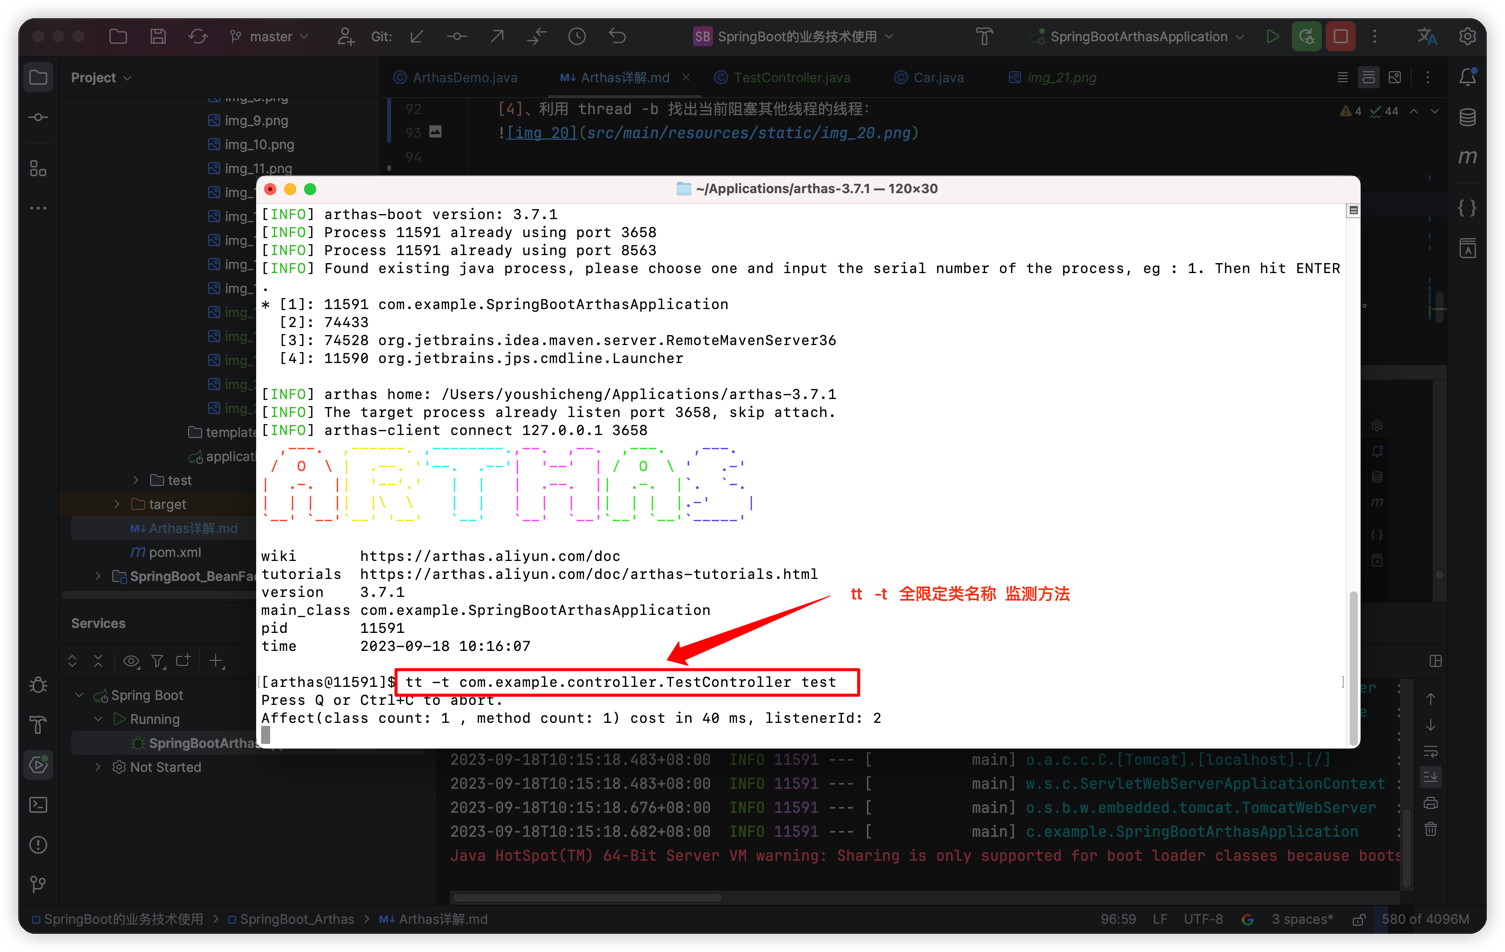 master
Git:
SB SpringBoot的业务技术使用
SpringBootArthasApplication
Project
ArthasDemo.java
M↓ Arthas详解.md
TestController.java
Car.java
img_21.png
92 [4]、利用 thread -b 找出当前阻塞其他线程的线程:
93 ![img_20](src/main/resources/static/img_20.png)
94
4 44
img_9.png
img_10.png
img_11.png
~/Applications/arthas-3.7.1 — 120×30
[INFO] arthas-boot version: 3.7.1
[INFO] Process 11591 already using port 3658
[INFO] Process 11591 already using port 8563
[INFO] Found existing java process, please choose one and input the serial number of the process, eg : 1. Then hit ENTER
.
* [1]: 11591 com.example.SpringBootArthasApplication
[2]: 74433
[3]: 74528 org.jetbrains.idea.maven.server.RemoteMavenServer36
[4]: 11590 org.jetbrains.jps.cmdline.Launcher
[INFO] arthas home: /Users/youshicheng/Applications/arthas-3.7.1
[INFO] The target process already listen port 3658, skip attach.
[INFO] arthas-client connect 127.0.0.1 3658
ARTHAS
wiki https://arthas.aliyun.com/doc
tutorials https://arthas.aliyun.com/doc/arthas-tutorials.html
version 3.7.1
main_class com.example.SpringBootArthasApplication
pid 11591
time 2023-09-18 10:16:07
tt -t 全限定类名称 监测方法
[arthas@11591]$ tt -t com.example.controller.TestController test
Press Q or Ctrl+C to abort.
Affect(class count: 1 , method count: 1) cost in 40 ms, listenerId: 2
template
applicati
test
target
M↓ Arthas详解.md
pom.xml
SpringBoot_BeanFa
Services
Spring Boot
Running
SpringBootArthas
Not Started
2023-09-18T10:15:18.483+08:00 INFO 11591 --- [ main] o.a.c.c.C.[Tomcat].[localhost].[/] :
2023-09-18T10:15:18.483+08:00 INFO 11591 --- [ main] w.s.c.ServletWebServerApplicationContext :
2023-09-18T10:15:18.676+08:00 INFO 11591 --- [ main] o.s.b.w.embedded.tomcat.TomcatWebServer :
2023-09-18T10:15:18.682+08:00 INFO 11591 --- [ main] c.example.SpringBootArthasApplication :
Java HotSpot(TM) 64-Bit Server VM warning: Sharing is only supported for boot loader classes because boots
SpringBoot的业务技术使用 > SpringBoot_Arthas > M↓ Arthas详解.md
96:59 LF UTF-8 3 spaces* 580 of 4096M